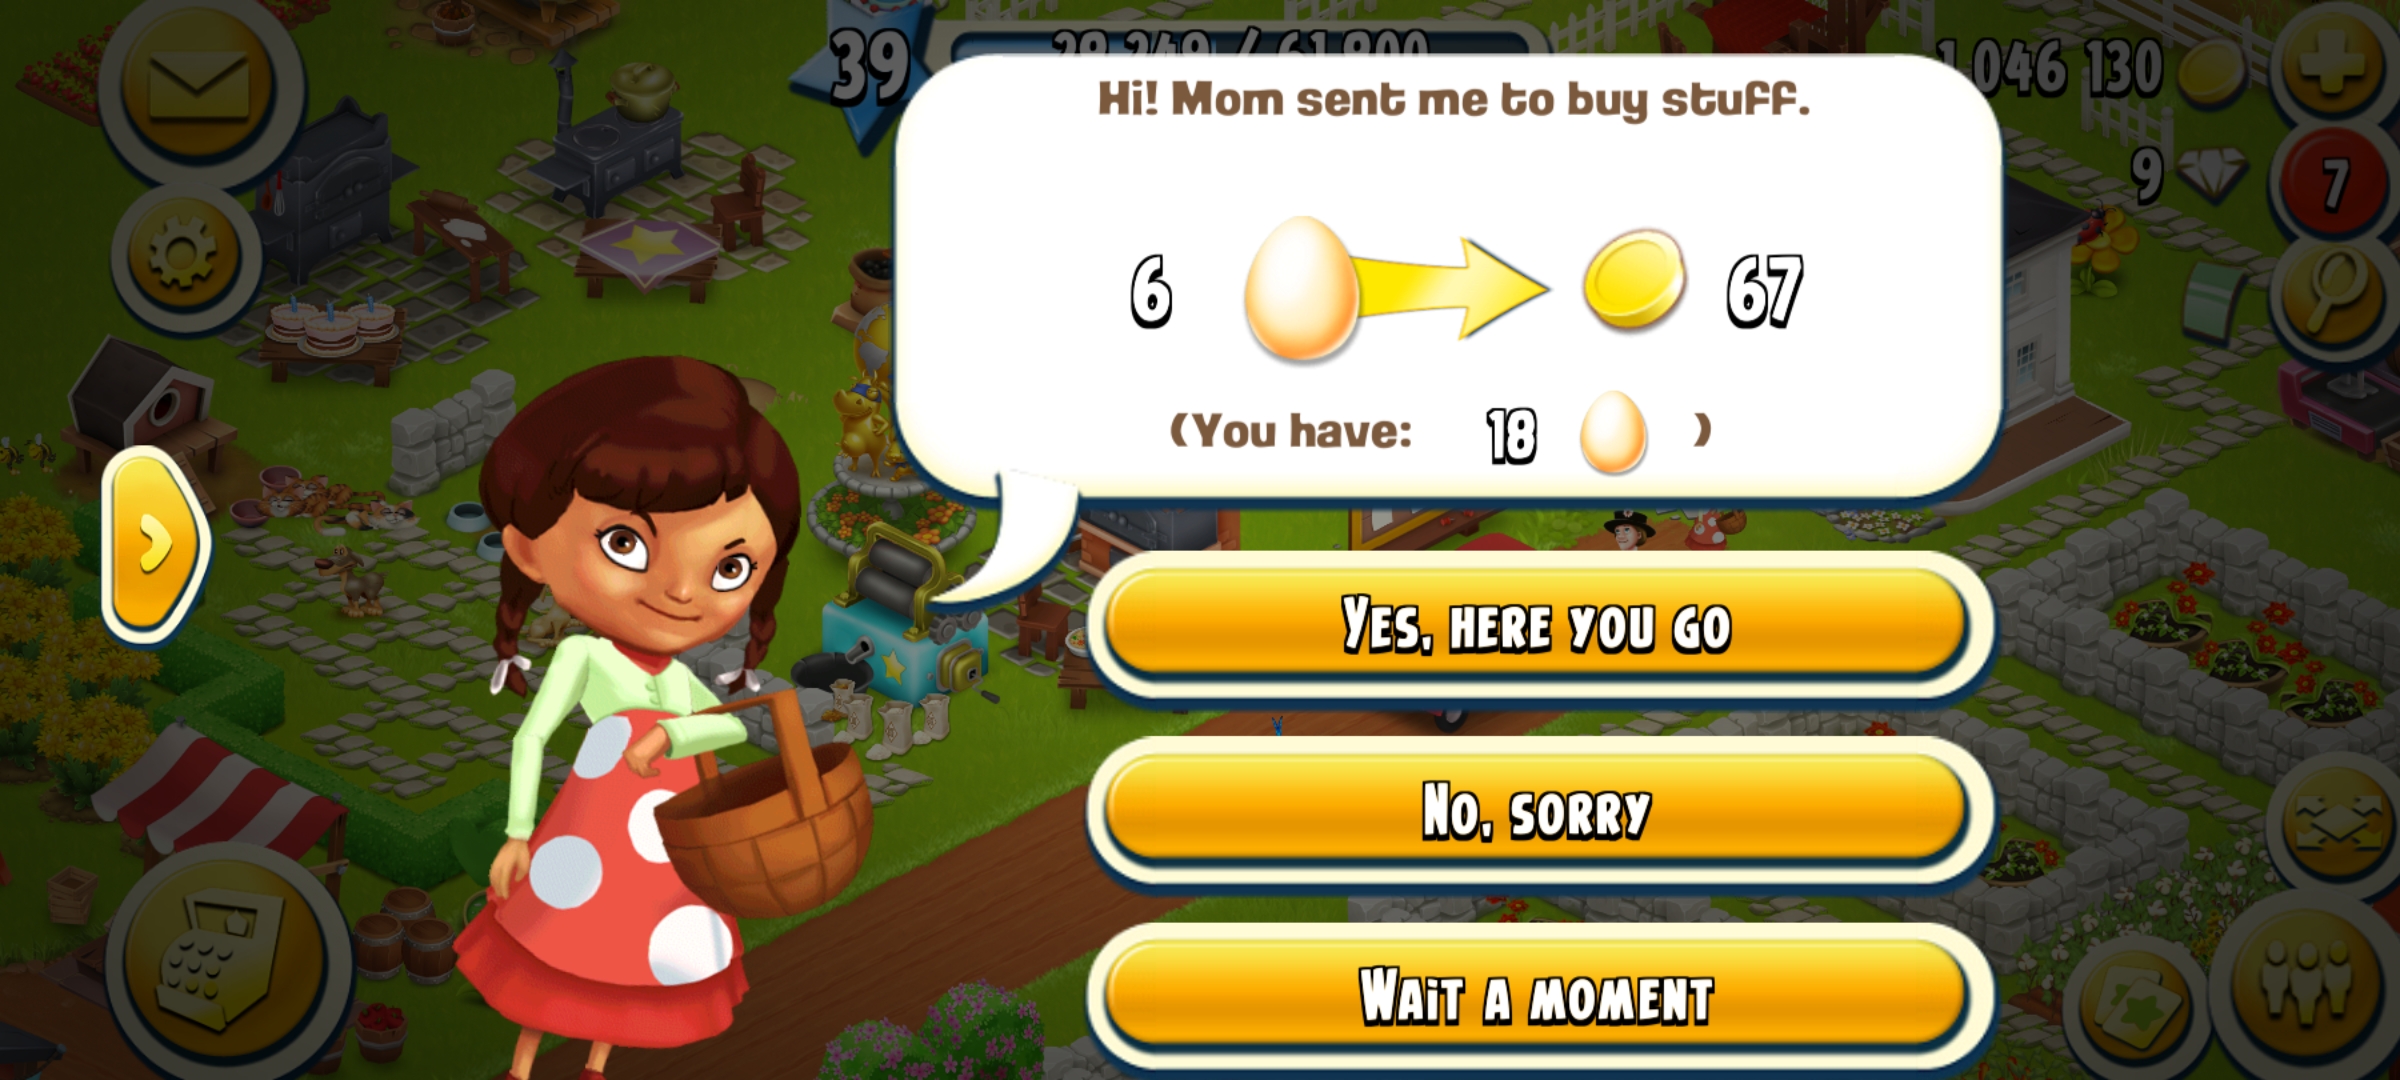 39
1 046 130
9
7
Hi! Mom sent me to buy stuff.
6
67
(You have: 18 )
Yes, here you go
No, sorry
Wait a moment